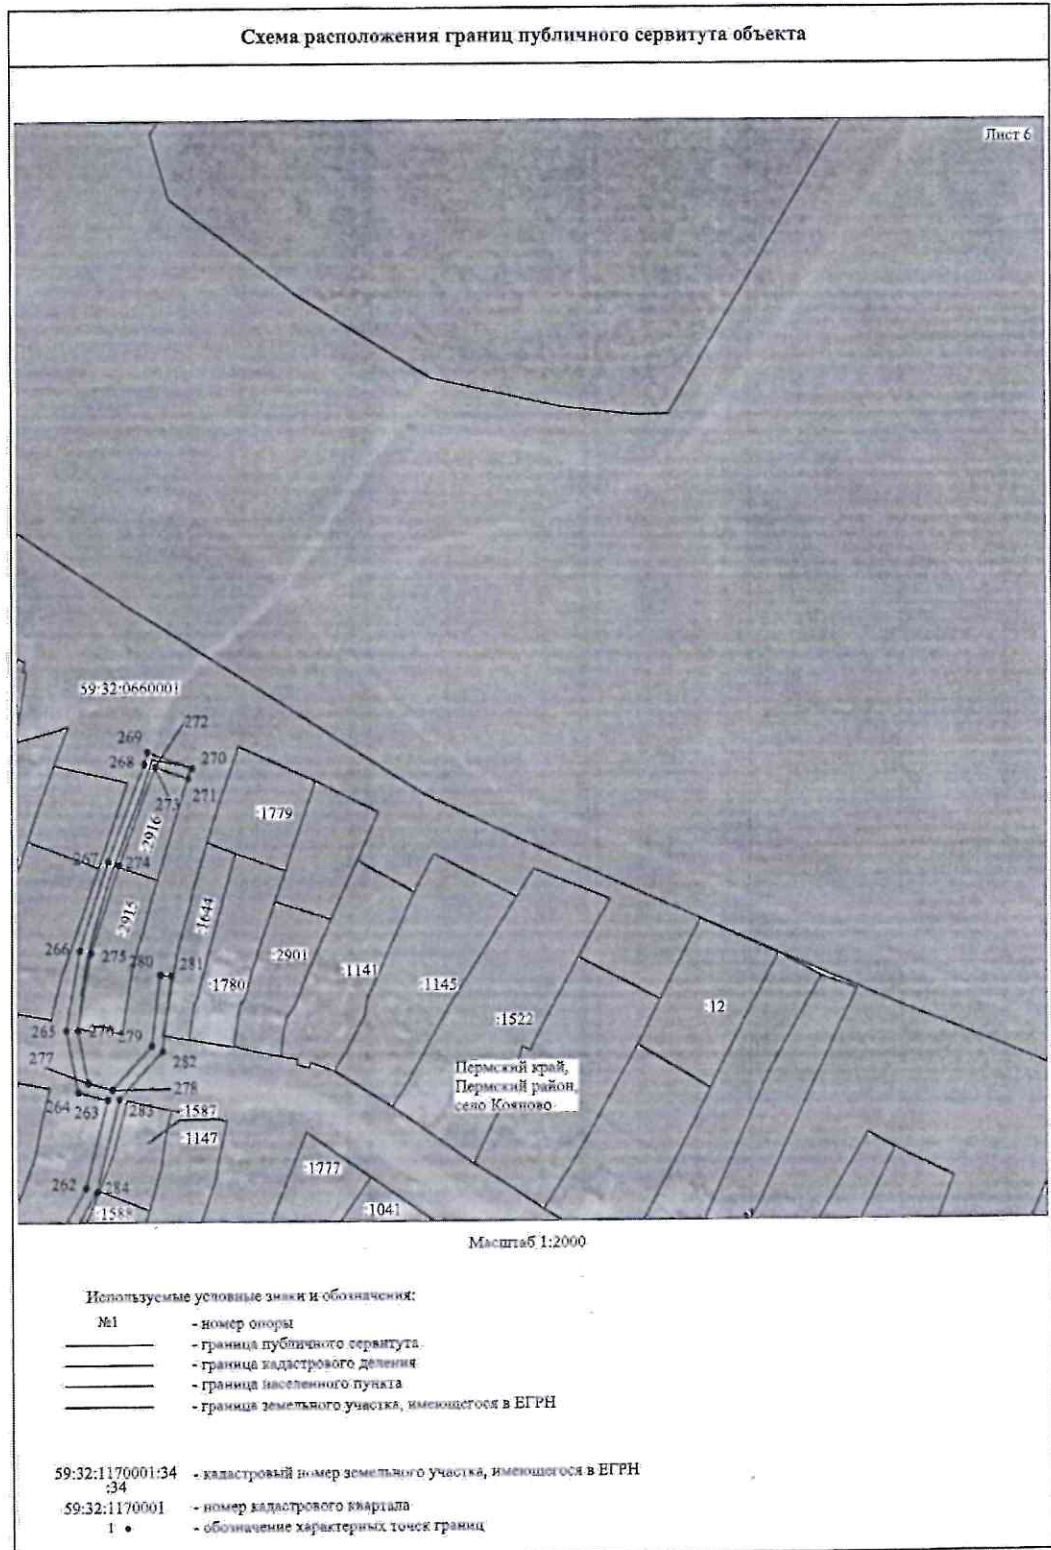 Схема расположения границ публичного сервитута объекта
Лист 6
59:32:0660001
272
269
268
270
273
271
:2916
:1779
267
274
:2915
:1644
266
275
280
281
:1780
:2901
:1141
:1145
:1522
:12
265
276
279
277
282
278
264
263
283
:1587
:1147
Пермский край,
Пермский район,
село Кояново
262
284
:1588
:1777
:1041
Масштаб 1:2000
Используемые условные знаки и обозначения:
№1 - номер опоры
- граница публичного сервитута
- граница кадастрового деления
- граница населенного пункта
- граница земельного участка, имеющегося в ЕГРН
59:32:1170001:34 - кадастровый номер земельного участка, имеющегося в ЕГРН
:34
59:32:1170001 - номер кадастрового квартала
1 • - обозначение характерных точек границ